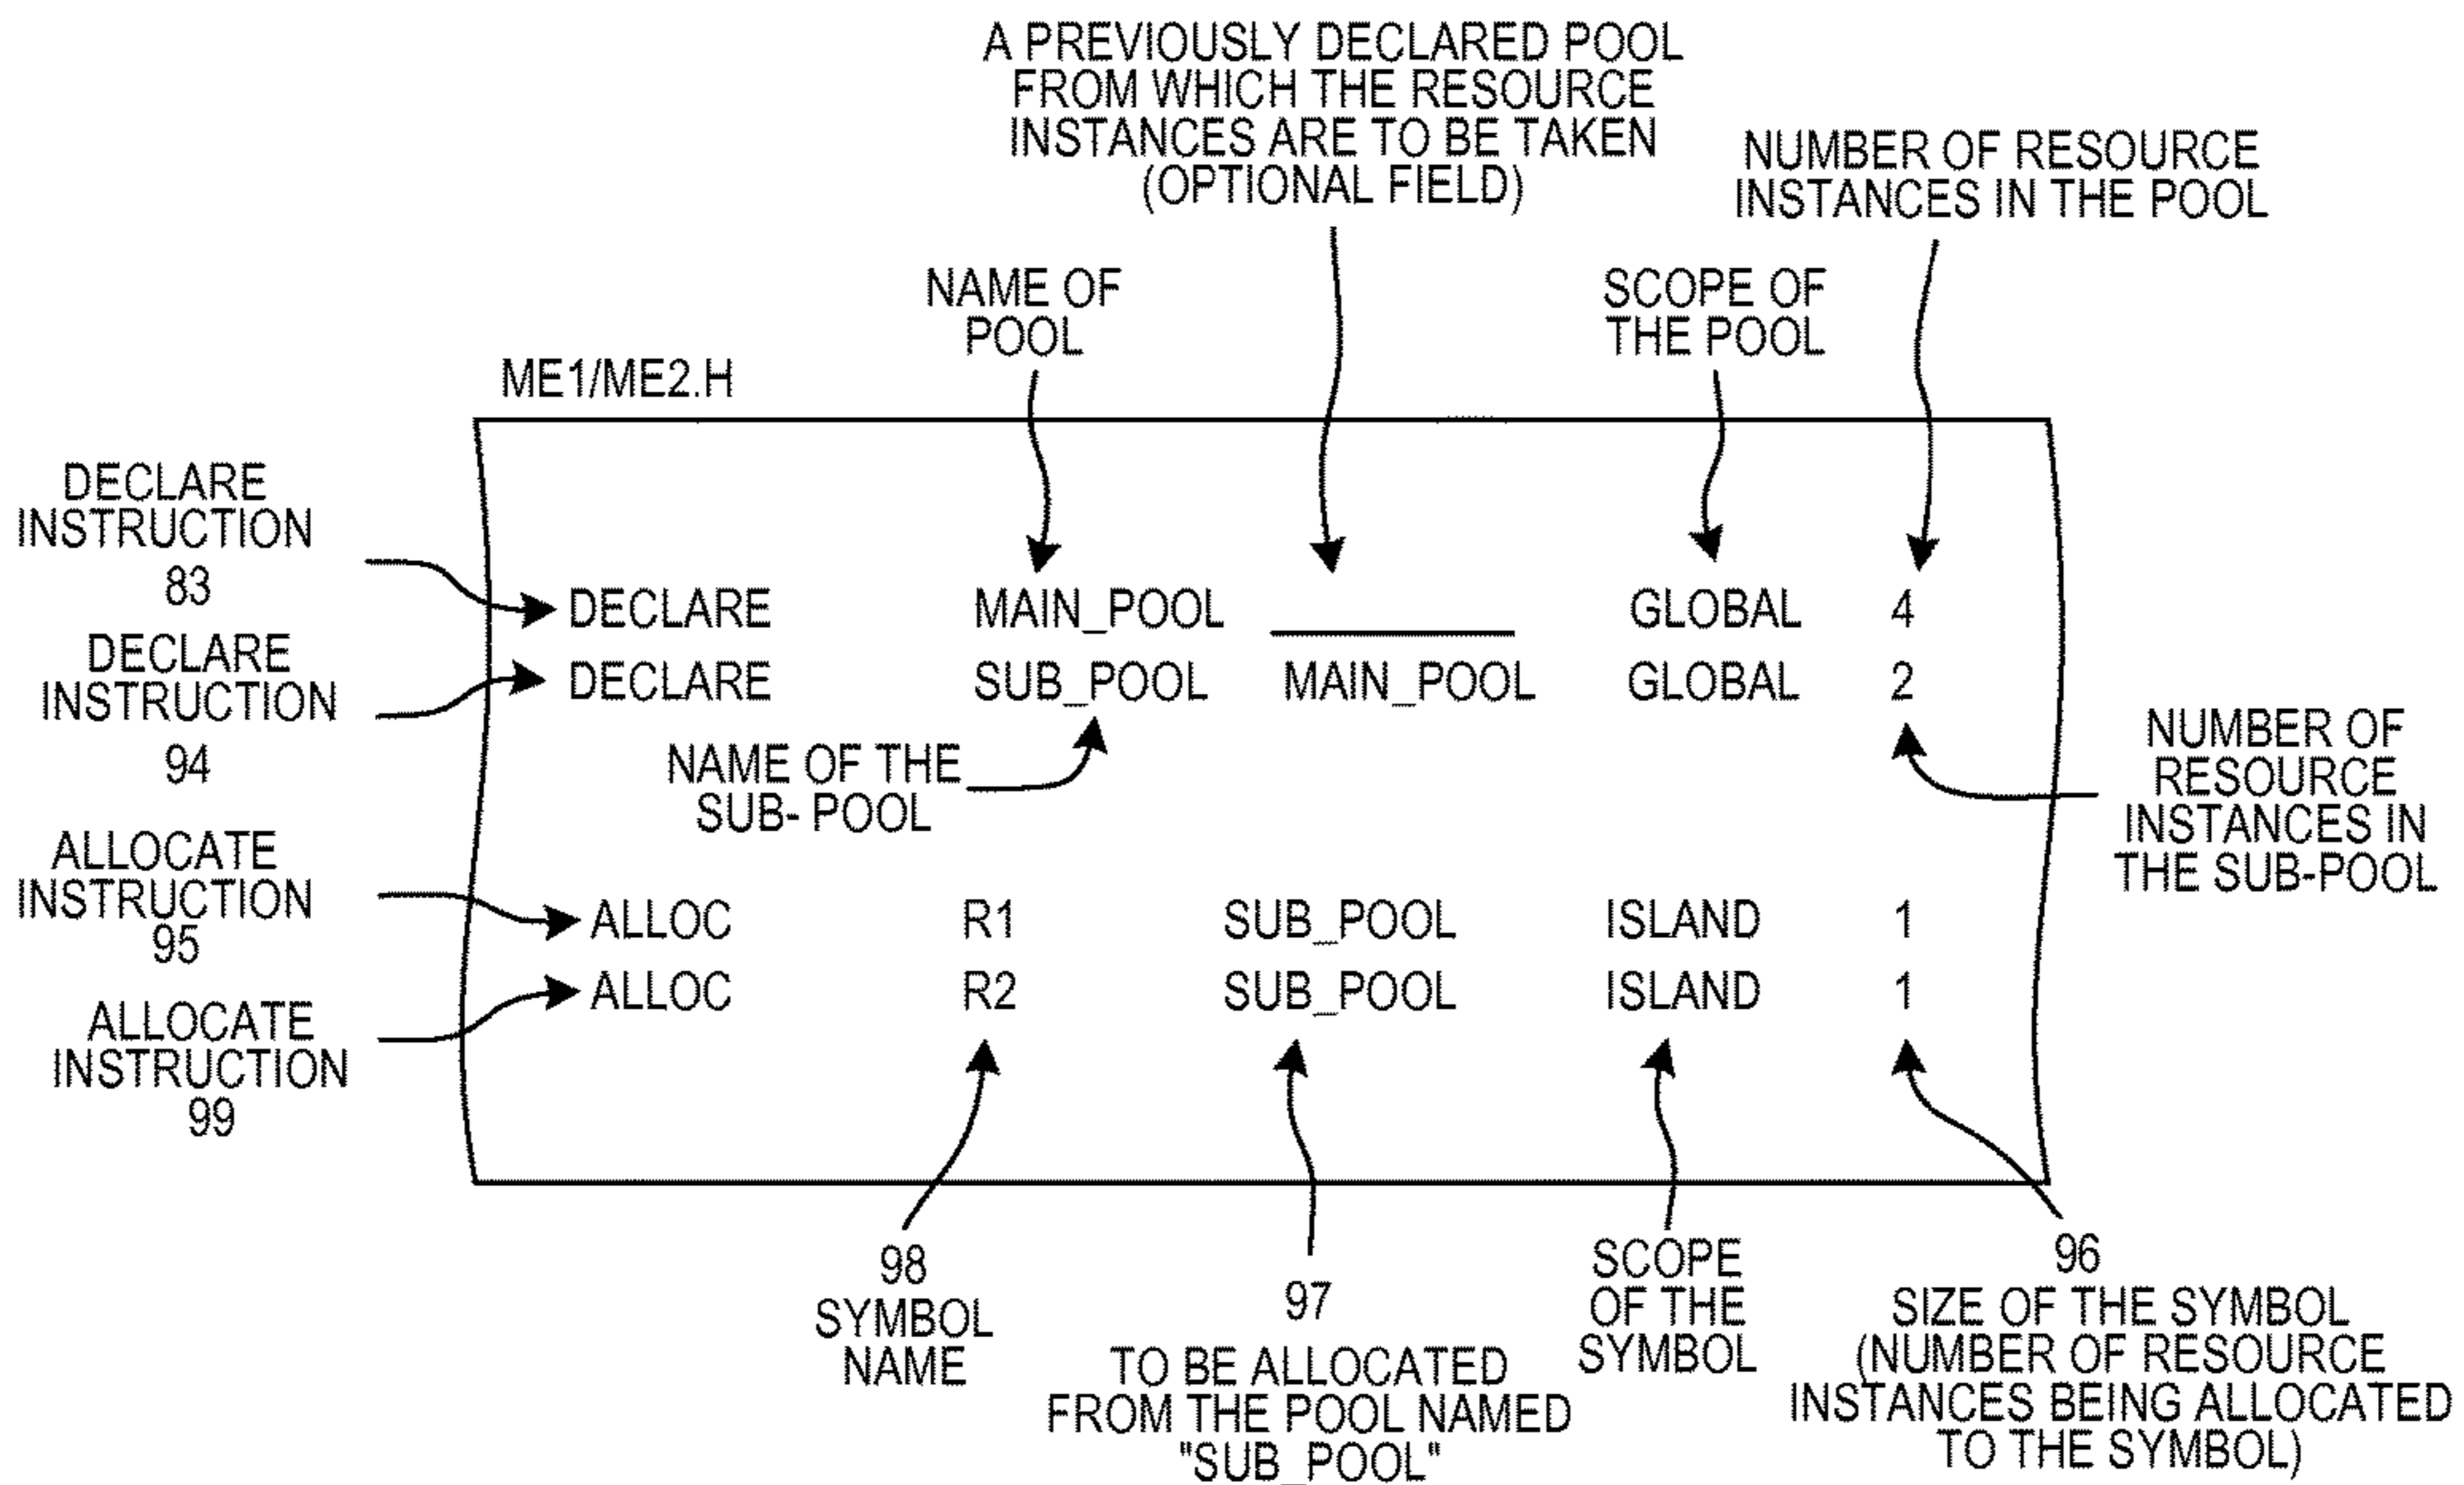 A PREVIOUSLY DECLARED POOL
FROM WHICH THE RESOURCE
INSTANCES ARE TO BE TAKEN
(OPTIONAL FIELD)
NUMBER OF RESOURCE
INSTANCES IN THE POOL
NAME OF
POOL
SCOPE OF
THE POOL
ME1/ME2.H
DECLARE
INSTRUCTION
83
DECLARE MAIN_POOL GLOBAL 4
DECLARE
INSTRUCTION
94
DECLARE SUB_POOL MAIN_POOL GLOBAL 2
NAME OF THE
SUB- POOL
NUMBER OF
RESOURCE
INSTANCES IN
THE SUB-POOL
ALLOCATE
INSTRUCTION
95
ALLOC R1 SUB_POOL ISLAND 1
ALLOC R2 SUB_POOL ISLAND 1
ALLOCATE
INSTRUCTION
99
98
SYMBOL
NAME
97
TO BE ALLOCATED
FROM THE POOL NAMED
"SUB_POOL"
SCOPE
OF THE
SYMBOL
96
SIZE OF THE SYMBOL
(NUMBER OF RESOURCE
INSTANCES BEING ALLOCATED
TO THE SYMBOL)